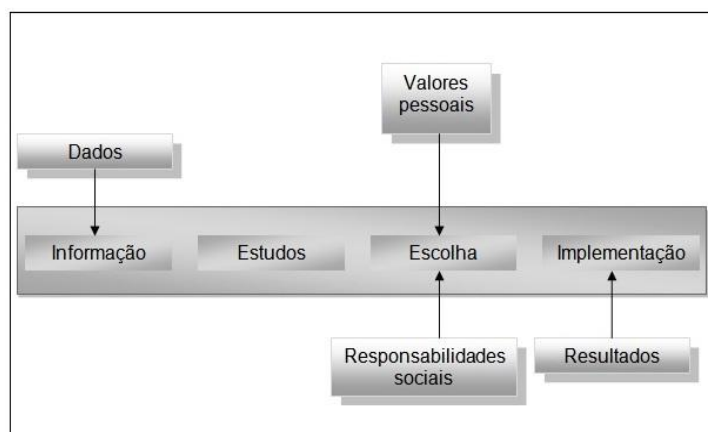 Valores
pessoais
Dados
Informação
Estudos
Escolha
Implementação
Responsabilidades
sociais
Resultados